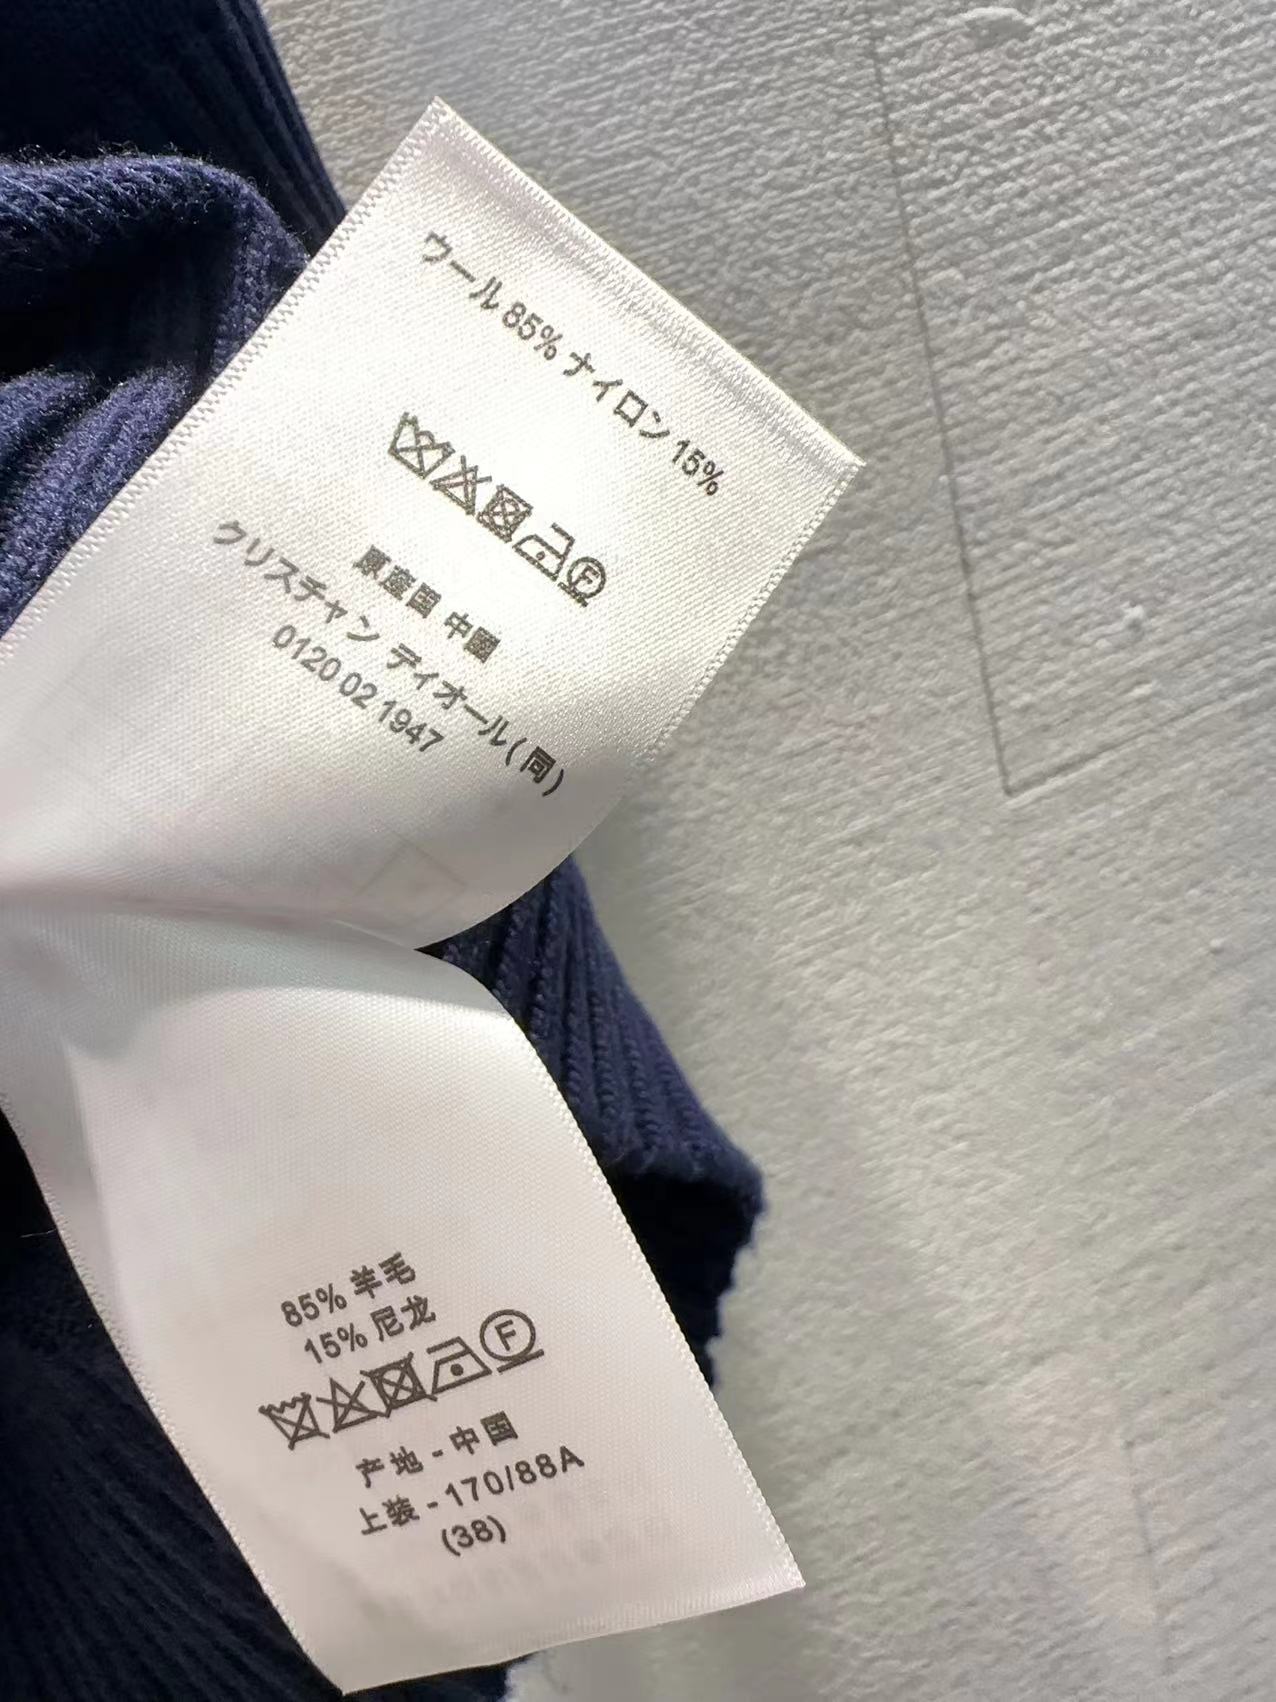 ウール 85% ナイロン 15%
F
原産国 中國
クリスチャン ディオール(同)
0120 02 1947
85% 羊毛
15% 尼龙
F
产地 - 中国
上装 - 170/88A
(38)